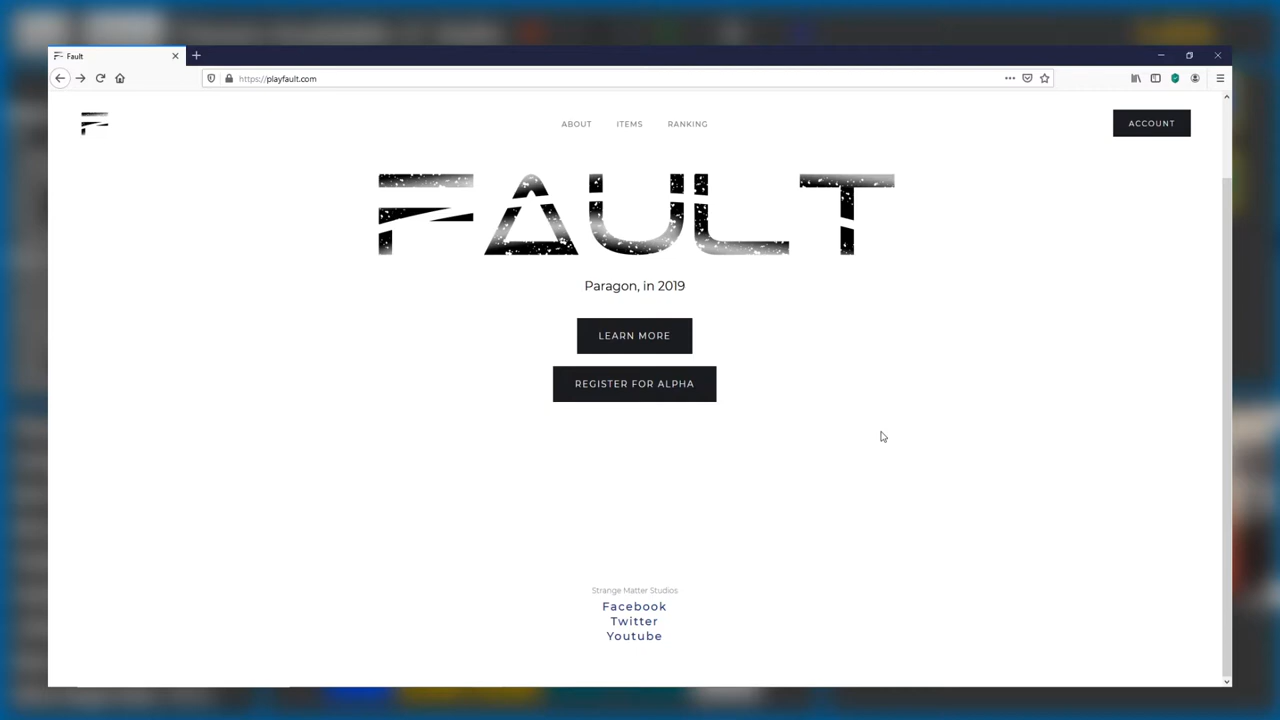 Fault
https://playfault.com
ABOUT ITEMS RANKING
ACCOUNT
FAULT
Paragon, in 2019
LEARN MORE
REGISTER FOR ALPHA
Strange Matter Studios
Facebook
Twitter
Youtube